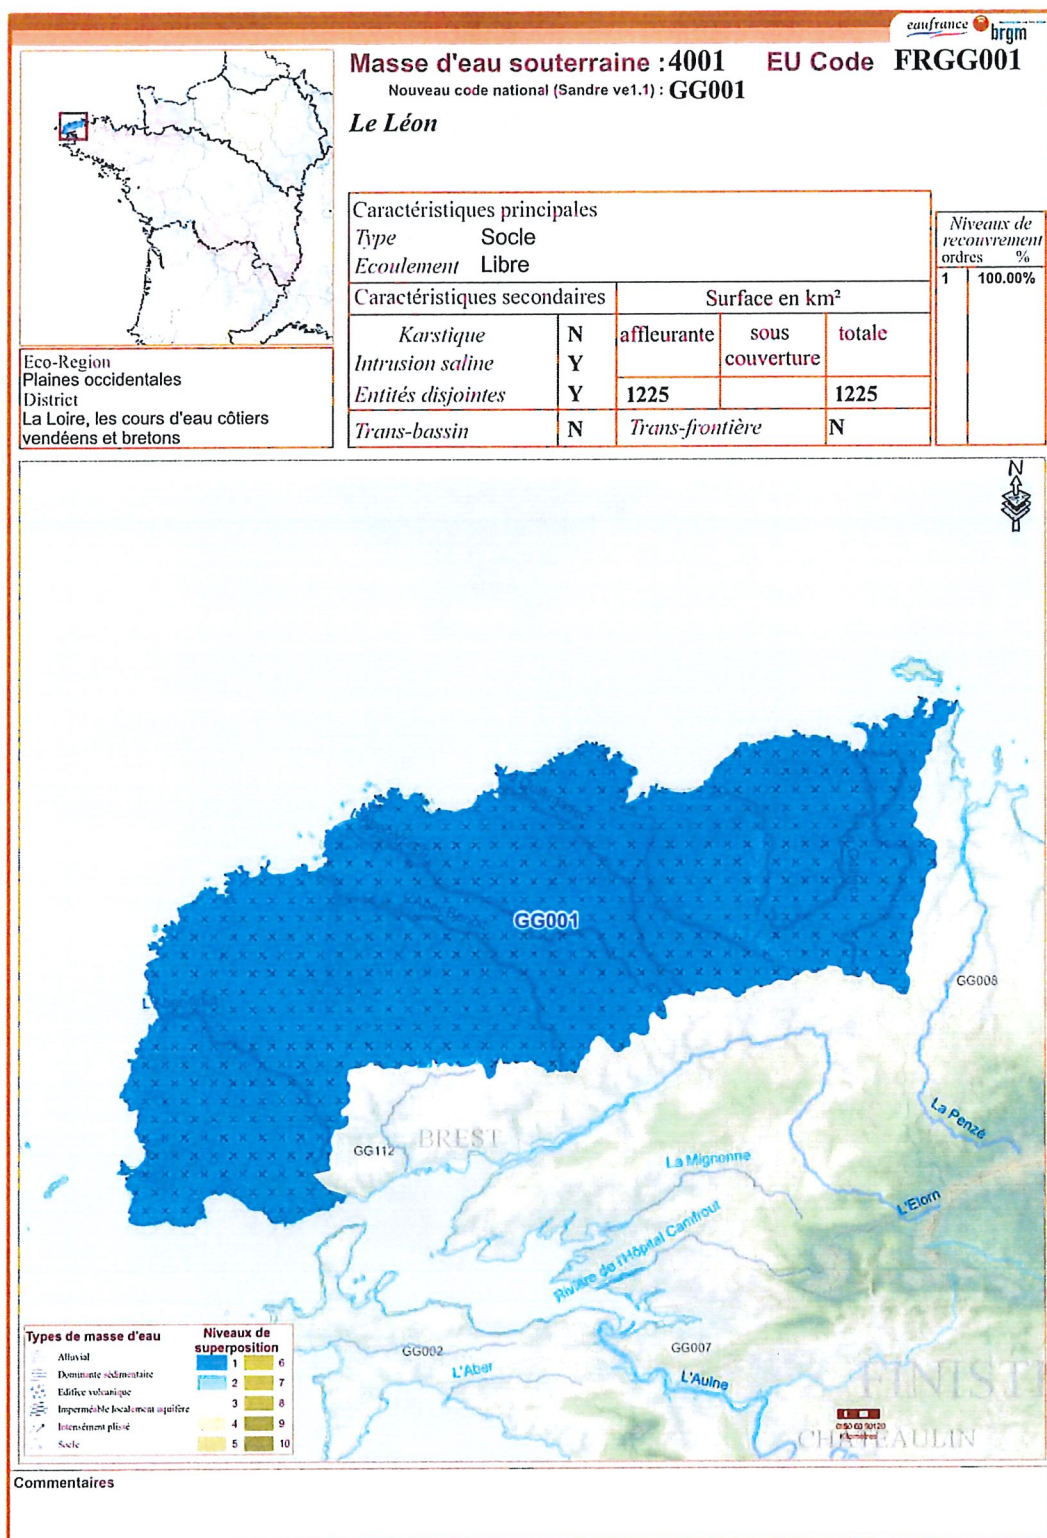 eaufrance brgm
Masse d'eau souterraine : 4001 EU Code FRGG001
Nouveau code national (Sandre ve1.1) : GG001
Le Léon
Caractéristiques principales
Type Socle
Ecoulement Libre
Caractéristiques secondaires Surface en km²
Karstique N affleurante sous couverture totale
Intrusion saline Y
Entités disjointes Y 1225 1225
Trans-bassin N Trans-frontière N
Niveaux de
recouvrement
ordres %
1 100.00%
Eco-Region
Plaines occidentales
District
La Loire, les cours d'eau côtiers
vendéens et bretons
N
GG001
GG008
La Penzé
BREST
GG112
La Mignonne
L'Elorn
Rivière de l'Hôpital Camfrout
GG002
GG007
L'Aber
L'Aulne
FINIST
CHATEAULIN
Kilomètres
Types de masse d'eau
Alluvial
Dominante sédimentaire
Edifice volcanique
Imperméable localement aquifère
Intensément plissé
Socle
Niveaux de
superposition
1 6
2 7
3 8
4 9
5 10
Commentaires